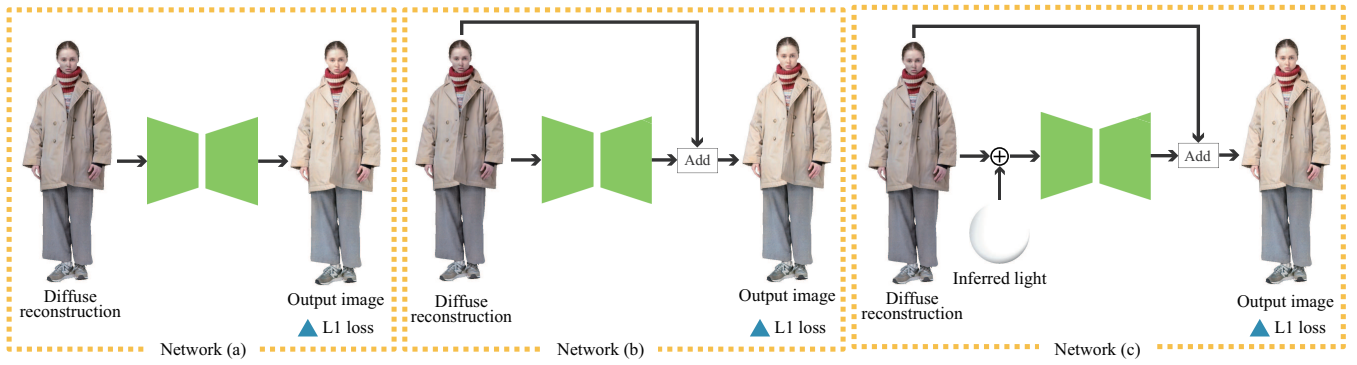 Diffuse
reconstruction
Output image
L1 loss
Network (a)
Add
Diffuse
reconstruction
Output image
L1 loss
Network (b)
Add
Inferred light
Diffuse
reconstruction
Output image
L1 loss
Network (c)